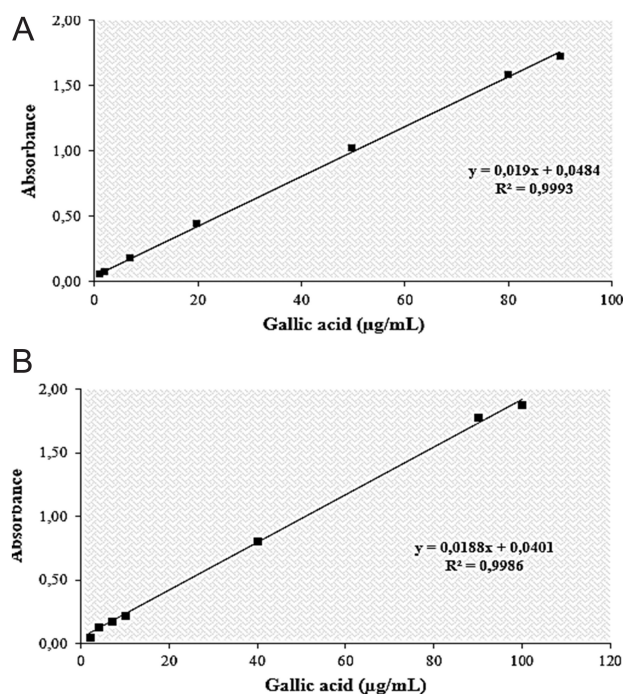 A
2,00
1,50
1,00
0,50
0,00
Absorbance
y = 0,019x + 0,0484
R² = 0,9993
0 20 40 60 80 100
Gallic acid (µg/mL)
B
2,00
1,50
1,00
0,50
0,00
Absorbance
y = 0,0188x + 0,0401
R² = 0,9986
0 20 40 60 80 100 120
Gallic acid (µg/mL)